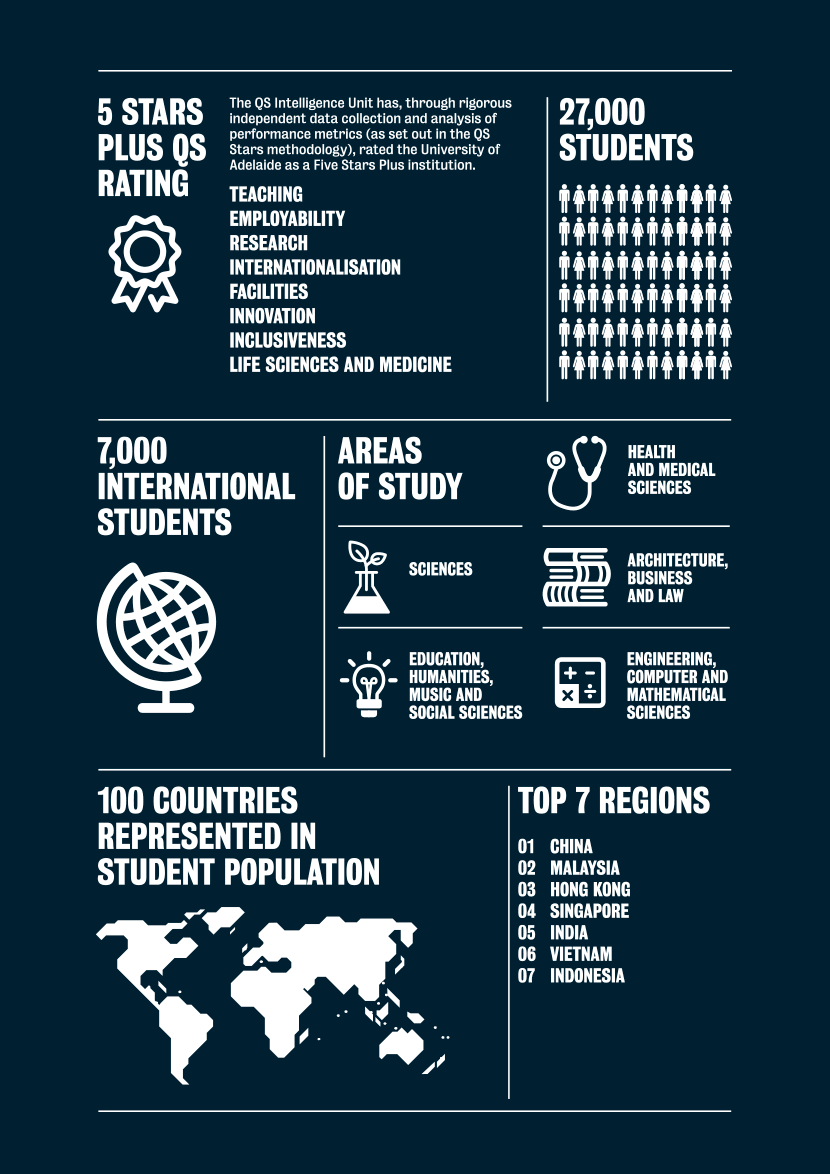 5 STARS
PLUS QS
RATING
The QS Intelligence Unit has, through rigorous
independent data collection and analysis of
performance metrics (as set out in the QS
Stars methodology), rated the University of
Adelaide as a Five Stars Plus institution.
TEACHING
EMPLOYABILITY
RESEARCH
INTERNATIONALISATION
FACILITIES
INNOVATION
INCLUSIVENESS
LIFE SCIENCES AND MEDICINE
27,000
STUDENTS
7,000
INTERNATIONAL
STUDENTS
AREAS
OF STUDY
HEALTH
AND MEDICAL
SCIENCES
SCIENCES
ARCHITECTURE,
BUSINESS
AND LAW
EDUCATION,
HUMANITIES,
MUSIC AND
SOCIAL SCIENCES
ENGINEERING,
COMPUTER AND
MATHEMATICAL
SCIENCES
100 COUNTRIES
REPRESENTED IN
STUDENT POPULATION
TOP 7 REGIONS
01 CHINA
02 MALAYSIA
03 HONG KONG
04 SINGAPORE
05 INDIA
06 VIETNAM
07 INDONESIA